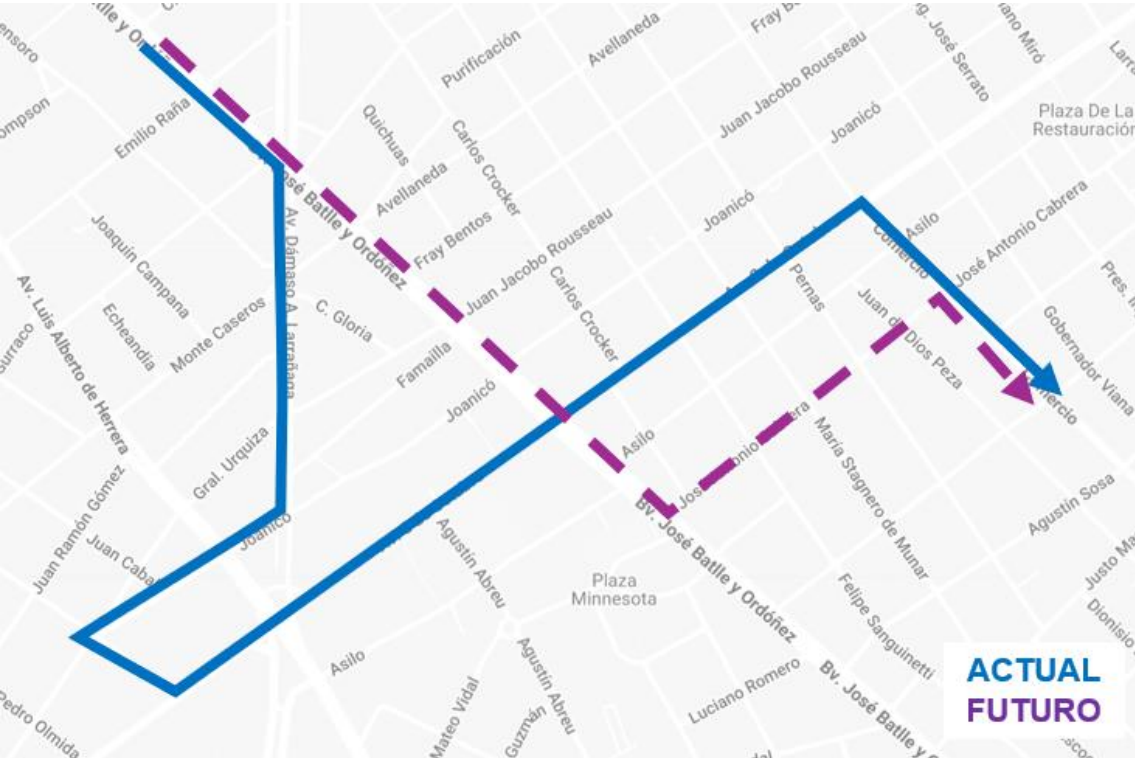 Purificación
Avellaneda
Juan Jacobo Rousseau
Joanicó
Plaza De La
Restauración
Emilio Raña
Quichuas
Carlos Crocker
Avellaneda
Fray Bentos
Juan Jacobo Rousseau
Joanicó
Asilo
Comercio
José Antonio Cabrera
Av. Dámaso A. Larrañaga
José Batlle y Ordóñez
Joaquín Campana
Echeandia
Monte Caseros
C. Gloria
Carlos Crocker
Pernas
Juan de Dios Peza
Gobernador Viana
Av. Luis Alberto de Herrera
Familla
Joanicó
Asilo
María Stagnero de Munar
Gral. Urquiza
Juan Ramón Gómez
Joanicó
Agustín Abreu
Bv. José Batlle y Ordóñez
Agustín Sosa
Plaza
Minnesota
Felipe Sanguinetti
Asilo
Mateo Vidal
Guzmán
Agustín Abreu
Luciano Romero
Bv. José Batlle y O
Pedro Olmida
ACTUAL
FUTURO